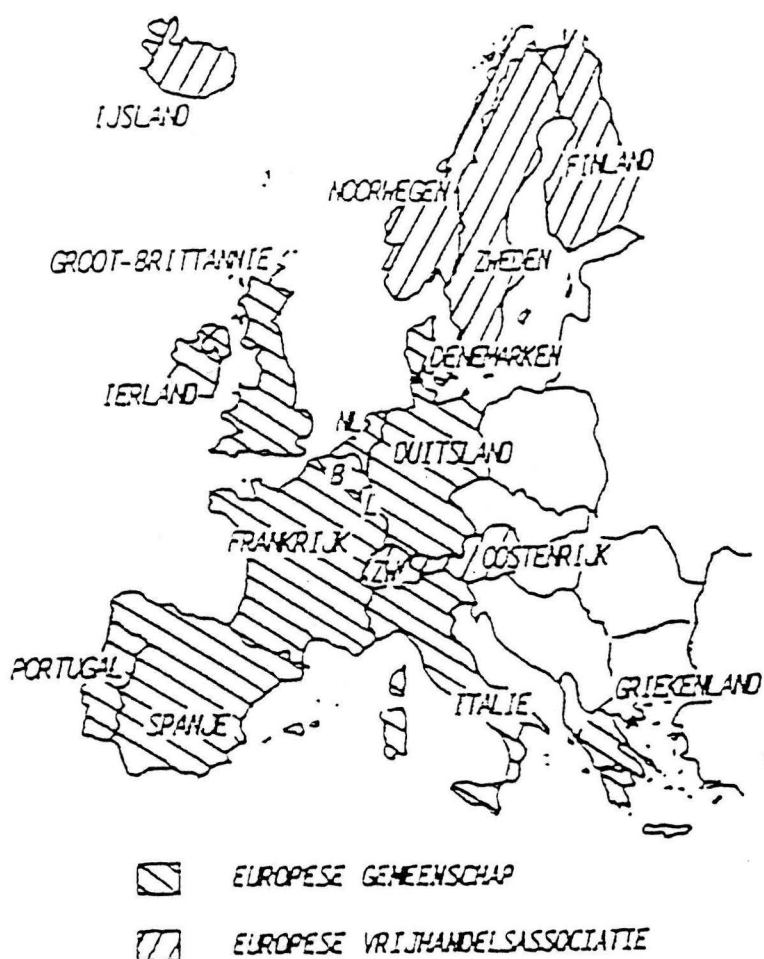 IJSLAND
NOORWEGEN
FINLAND
ZWEDEN
GROOT-BRITTANNIE
DENEMARKEN
IERLAND
NL
DUITSLAND
B
L
FRANKRIJK
ZW
OOSTENRIJK
PORTUGAL
SPANJE
ITALIE
GRIEKENLAND
EUROPESE GEMEENSCHAP
EUROPESE VRIJHANDELSASSOCIATIE